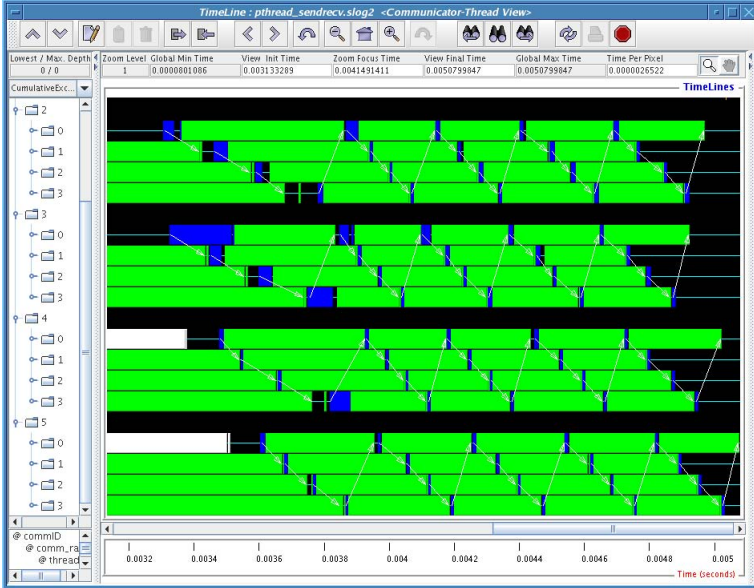 TimeLine : pthread_sendrecv.slog2 <Communicator-Thread View>
Lowest / Max. Depth Zoom Level Global Min Time View Init Time Zoom Focus Time View Final Time Global Max Time Time Per Pixel
0 / 0 1 0.0000801086 0.003133289 0.0041491411 0.0050799847 0.0050799847 0.0000026522
CumulativeExc... TimeLines
2
0
1
2
3
3
0
1
2
3
4
0
1
2
3
5
0
1
2
3
@ commID
@ comm_ra
@ thread
0.0032 0.0034 0.0036 0.0038 0.004 0.0042 0.0044 0.0046 0.0048 0.005
Time (seconds)